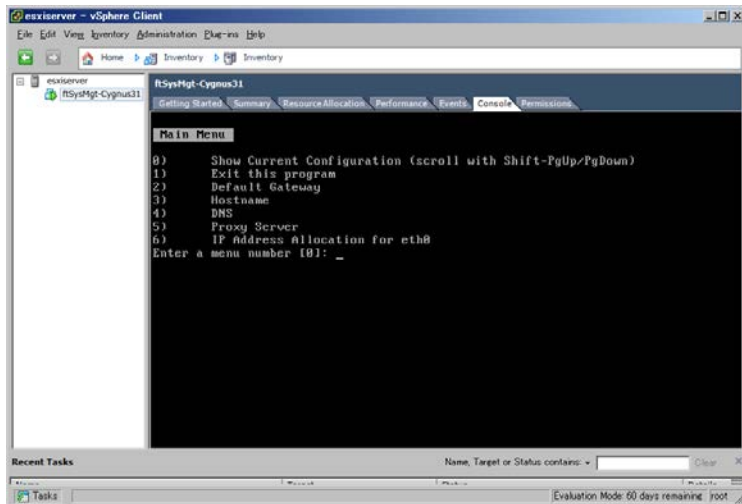 esxiserver - vSphere Client
File Edit View Inventory Administration Plug-ins Help
Home Inventory Inventory
esxiserver
ftSysMgt-Cygnus31
ftSysMgt-Cygnus31
Getting Started Summary Resource Allocation Performance Events Console Permissions
Main Menu
0) Show Current Configuration (scroll with Shift-PgUp/PgDown)
1) Exit this program
2) Default Gateway
3) Hostname
4) DNS
5) Proxy Server
6) IP Address Allocation for eth0
Enter a menu number [0]: _
Recent Tasks
Name, Target or Status contains:
Clear
Tasks
Evaluation Mode: 60 days remaining root